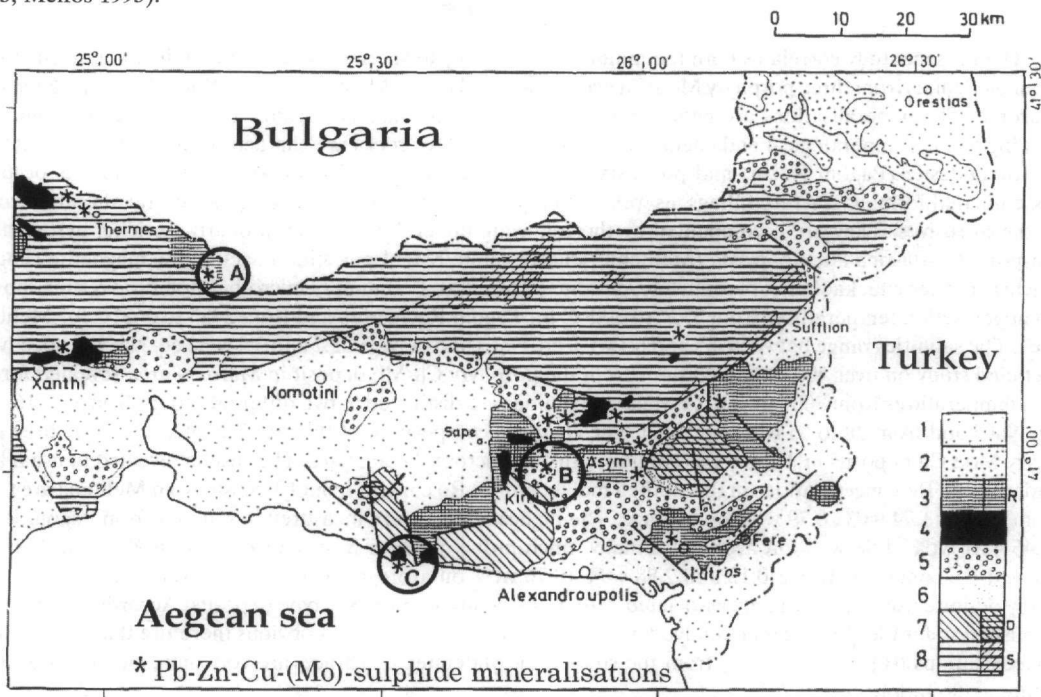 Menos 1995).
0 10 20 30 km
25° 00' 25° 30' 26° 00' 26° 30'
41° 30'
Orestias
Bulgaria
Thermes
A
Sufflion
Turkey
Xanthi
Komotini
Sape
41° 00'
1
2
3 R
4
5
6
7 O
8 S
Asymi
B
Kirki
Fere
Loutros
C
Alexandroupolis
Aegean sea
* Pb-Zn-Cu-(Mo)-sulphide mineralisations